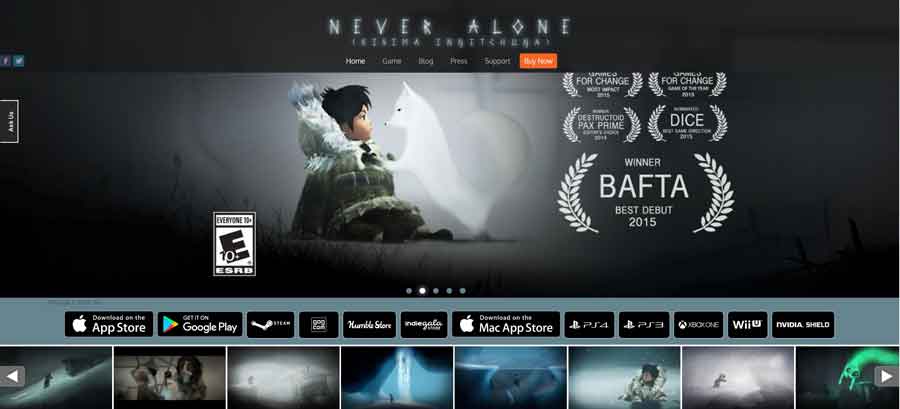 NEVER ALONE
(KISIMA INGITCHUNA)
Home Game Blog Press Support Buy Now
Ask Us
GAMES
FOR CHANGE
MOST IMPACT
2015
GAMES
FOR CHANGE
GAME OF THE YEAR
2015
WINNER
DESTRUCTOID
PAX PRIME
EDITOR'S CHOICE
2014
NOMINATED
DICE
BEST GAME DIRECTION
2015
WINNER
BAFTA
BEST DEBUT
2015
EVERYONE 10+
E
10+
ESRB
Download on the
App Store
GET IT ON
Google Play
STEAM
GOG
COM
Humble Store
indiegala
STORE
Download on the
Mac App Store
PS4
PS3
XBOX ONE
Wii U
NVIDIA. SHIELD